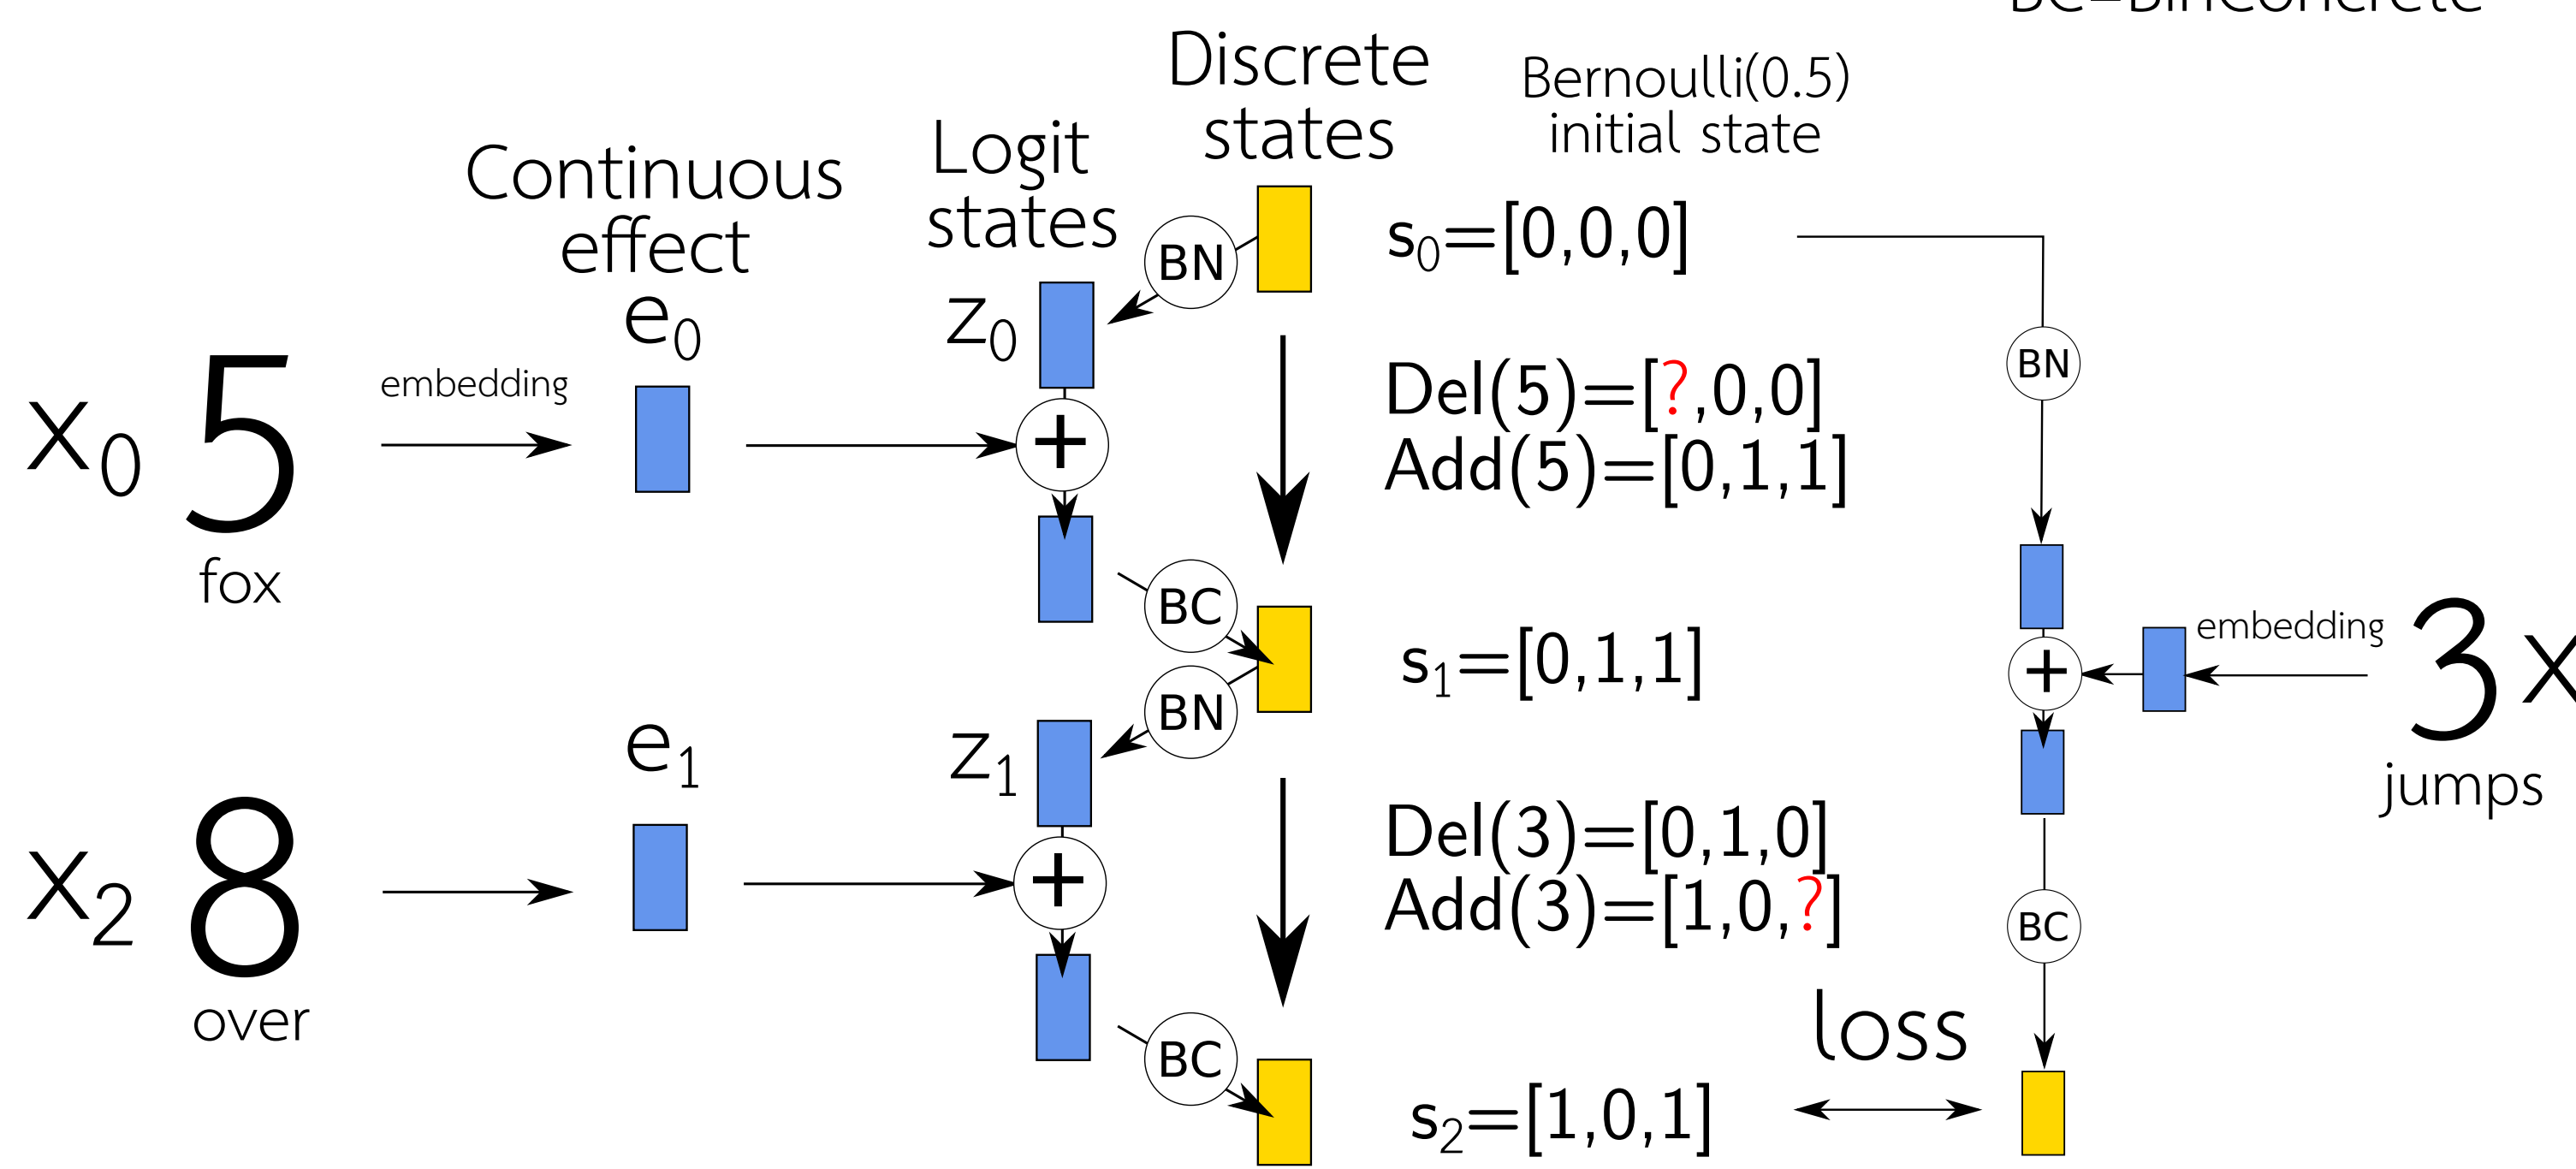 BC=BinConcrete
Discrete
states
Bernoulli(0.5)
initial state
Logit
states
Continuous
effect
BN
s0=[0,0,0]
e0
z0
BN
embedding
Del(5)=[?,0,0]
x0 5
+
Add(5)=[0,1,1]
fox
BC
s1=[0,1,1]
embedding
3 x
+
BN
e1
z1
jumps
Del(3)=[0,1,0]
x2 8
+
Add(3)=[1,0,?]
BC
over
loss
BC
s2=[1,0,1]